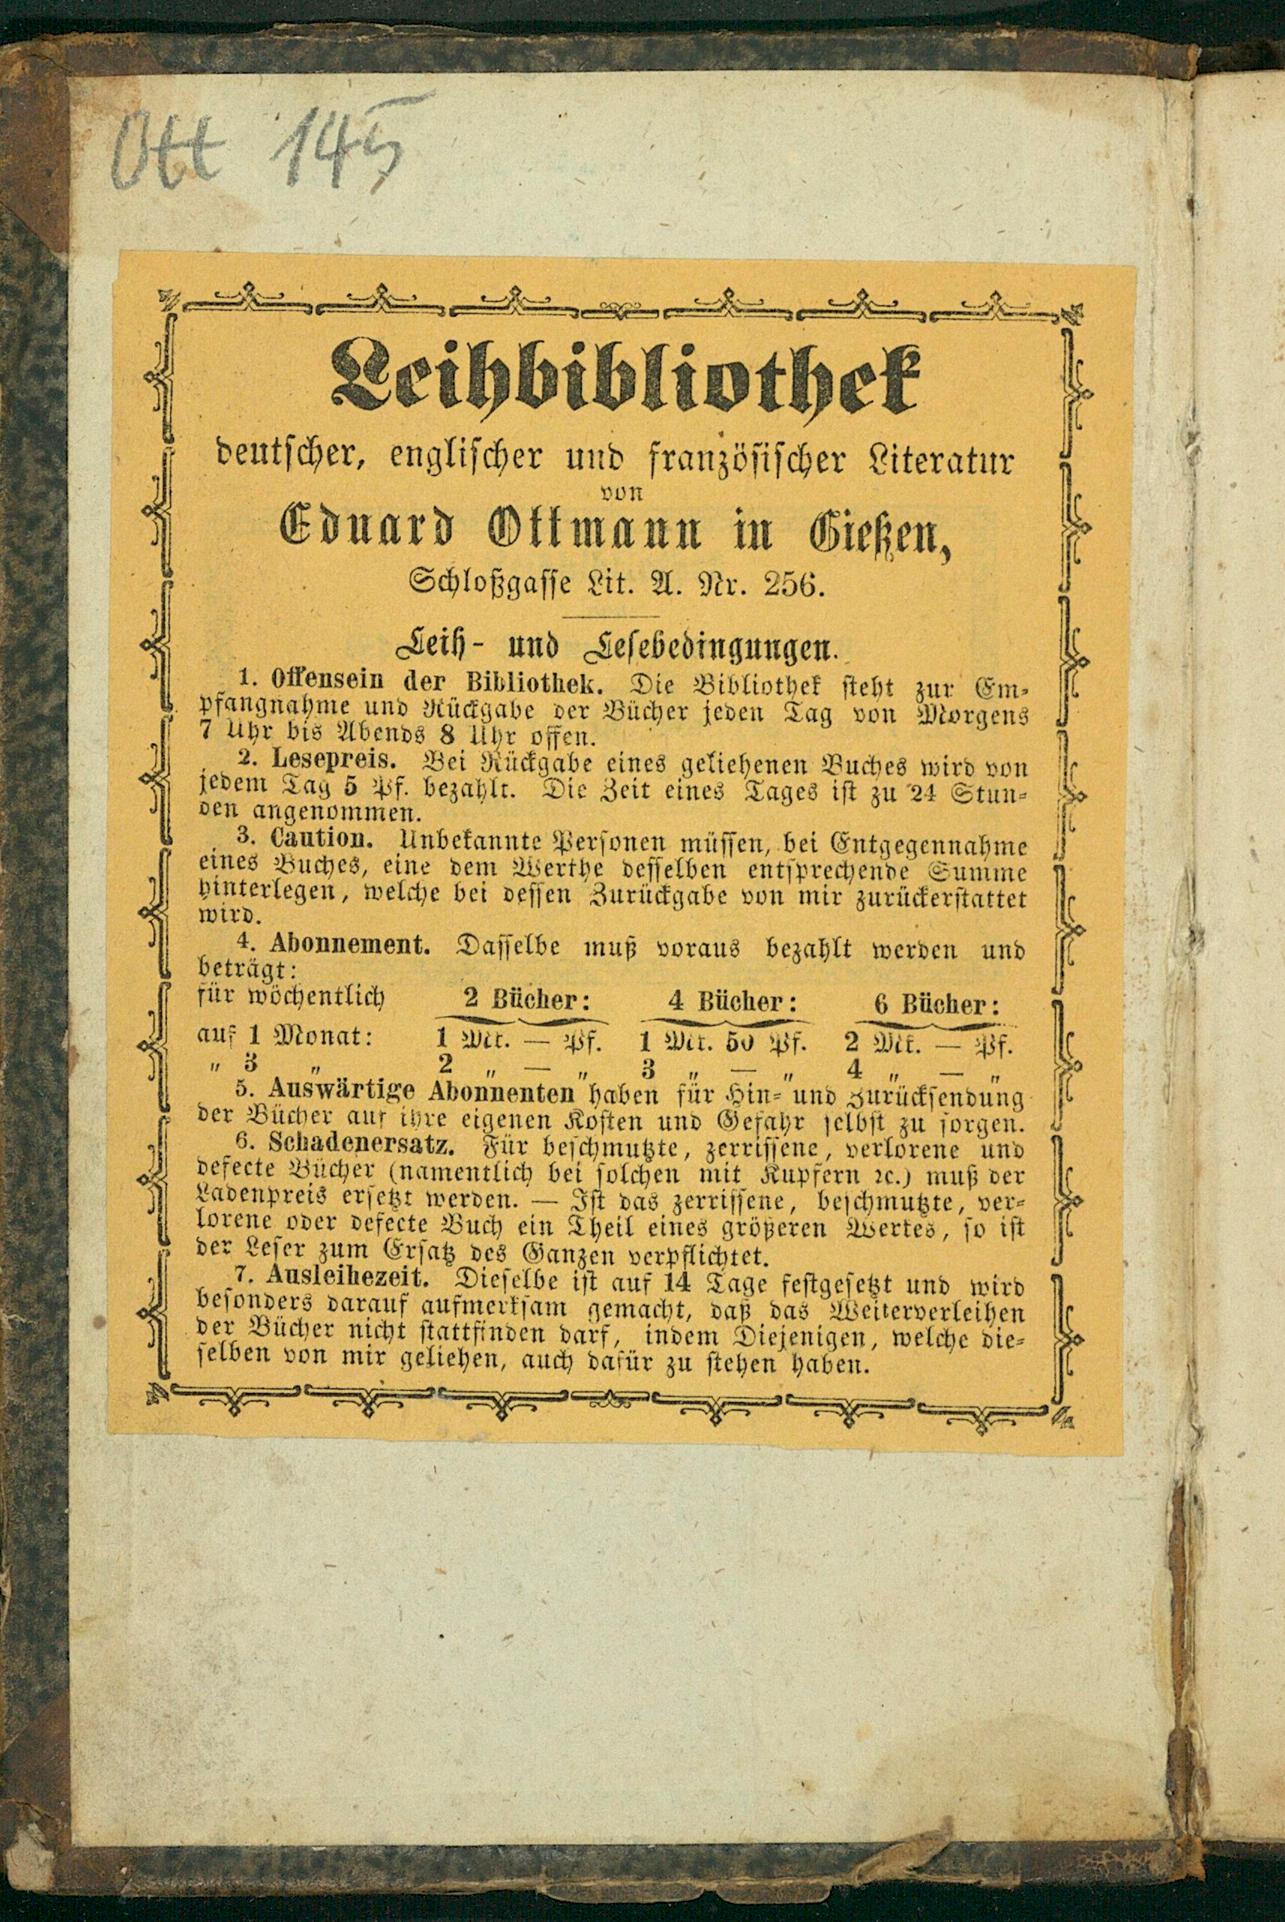 Ott 145
Leihbibliothek
deutscher, englischer und französischer Literatur
von
Eduard Ottmann in Gießen,
Schloßgasse Lit. A. Nr. 256.
Leih- und Lesebedingungen.
1. Offensein der Bibliothek. Die Bibliothek steht zur Em-
pfangnahme und Rückgabe der Bücher jeden Tag von Morgens
7 Uhr bis Abends 8 Uhr offen.
2. Lesepreis. Bei Rückgabe eines geliehenen Buches wird von
jedem Tag 5 Pf. bezahlt. Die Zeit eines Tages ist zu 24 Stun-
den angenommen.
3. Caution. Unbekannte Personen müssen, bei Entgegennahme
eines Buches, eine dem Werthe desselben entsprechende Summe
hinterlegen, welche bei dessen Zurückgabe von mir zurückerstattet
wird.
4. Abonnement. Dasselbe muß voraus bezahlt werden und
beträgt:
für wöchentlich 2 Bücher: 4 Bücher: 6 Bücher:
auf 1 Monat: 1 Mk. — Pf. 1 Mk. 50 Pf. 2 Mk. — Pf.
„ 3 „ 2 „ — „ 3 „ — „ 4 „ — „
5. Auswärtige Abonnenten haben für Hin- und Zurücksendung
der Bücher auf ihre eigenen Kosten und Gefahr selbst zu sorgen.
6. Schadenersatz. Für beschmutzte, zerrissene, verlorene und
defecte Bücher (namentlich bei solchen mit Kupfern ꝛc.) muß der
Ladenpreis ersetzt werden. — Ist das zerrissene, beschmutzte, ver-
lorene oder defecte Buch ein Theil eines größeren Wertes, so ist
der Leser zum Ersatz des Ganzen verpflichtet.
7. Ausleihezeit. Dieselbe ist auf 14 Tage festgesetzt und wird
besonders darauf aufmerksam gemacht, daß das Weiterverleihen
der Bücher nicht stattfinden darf, indem Diejenigen, welche die-
selben von mir geliehen, auch dafür zu stehen haben.